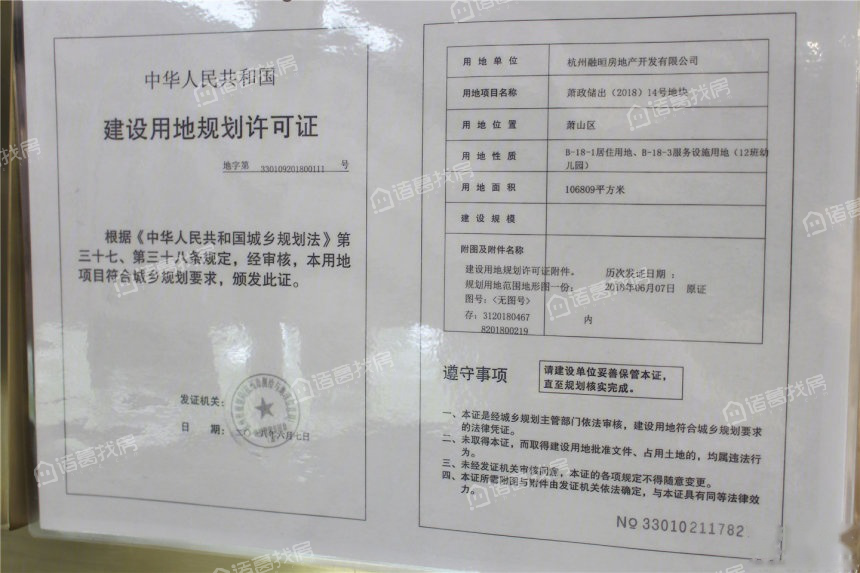 中华人民共和国
建设用地规划许可证
地字第 330109201800111 号
根据《中华人民共和国城乡规划法》第
三十七、第三十八条规定，经审核，本用地
项目符合城乡规划要求，颁发此证。
发证机关：
日 期：二〇一八年六月七日
用地单位 杭州融晅房地产开发有限公司
用地项目名称 萧政储出（2018）14号地块
用地位置 萧山区
用地性质 B-18-1居住用地、B-18-3服务设施用地（12班幼
儿园）
用地面积 106809平方米
建设规模
附图及附件名称
建设用地规划许可证附件。 历次发证日期：
规划用地范围地形图一份： 2018年06月07日 原证
图号：<无图号>
存：3120180467 内
8201800219
遵守事项
请建设单位妥善保管本证，
直至规划核实完成。
一、本证是经城乡规划主管部门依法审核，建设用地符合城乡规划要求
的法律凭证。
二、未取得本证，而取得建设用地批准文件、占用土地的，均属违法行
为。
三、未经发证机关审核同意，本证的各项规定不得随意变更。
四、本证所需附图与附件由发证机关依法确定，与本证具有同等法律效
力。
No 33010211782
诸葛找房